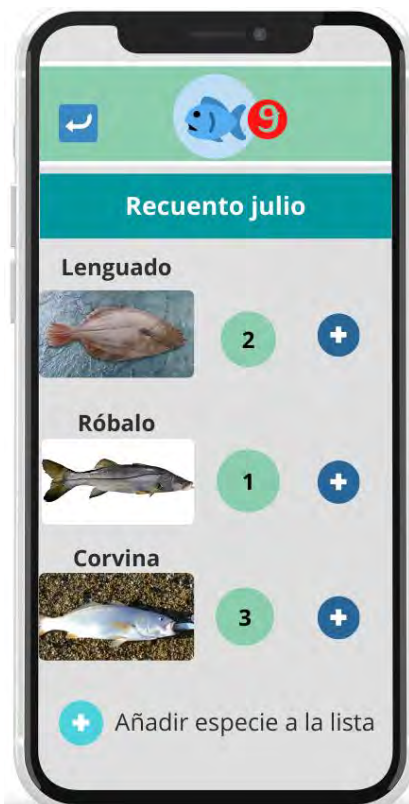 9
Recuento julio
Lenguado
2
Róbalo
1
Corvina
3
Añadir especie a la lista